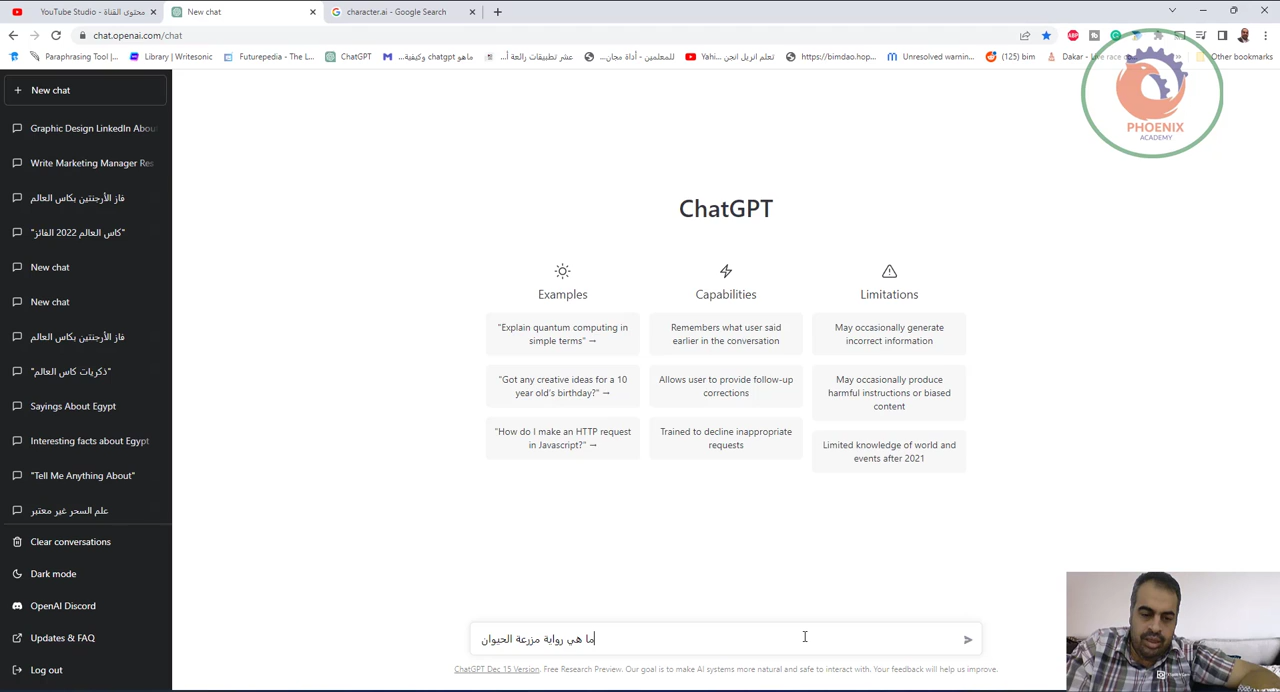 YouTube Studio - محتوى القناة
New chat
character.ai - Google Search
chat.openai.com/chat
Paraphrasing Tool |...
Library | Writesonic
Futurepedia - The L...
ChatGPT
ماهو chatgpt وكيفية...
عشر تطبيقات رائعة أ...
للمعلمين - أداة مجان...
تعلم انريل انجن Yahi...
https://bimdao.hop...
Unresolved warnin...
(125) bim
Dakar - Live race
Other bookmarks
PHOENIX
ACADEMY
New chat
Graphic Design LinkedIn Abou
Write Marketing Manager Res
فاز الأرجنتين بكاس العالم
"كاس العالم 2022 الفائز"
New chat
New chat
فاز الأرجنتين بكاس العالم
"ذكريات كاس العالم"
Sayings About Egypt
Interesting facts about Egypt
"Tell Me Anything About"
علم السحر غير معتبر
Clear conversations
Dark mode
OpenAI Discord
Updates & FAQ
Log out
ChatGPT
Examples
"Explain quantum computing in
simple terms" →
"Got any creative ideas for a 10
year old's birthday?" →
"How do I make an HTTP request
in Javascript?" →
Capabilities
Remembers what user said
earlier in the conversation
Allows user to provide follow-up
corrections
Trained to decline inappropriate
requests
Limitations
May occasionally generate
incorrect information
May occasionally produce
harmful instructions or biased
content
Limited knowledge of world and
events after 2021
ما هي رواية مزرعة الحيوان
ChatGPT Dec 15 Version. Free Research Preview. Our goal is to make AI systems more natural and safe to interact with. Your feedback will help us improve.